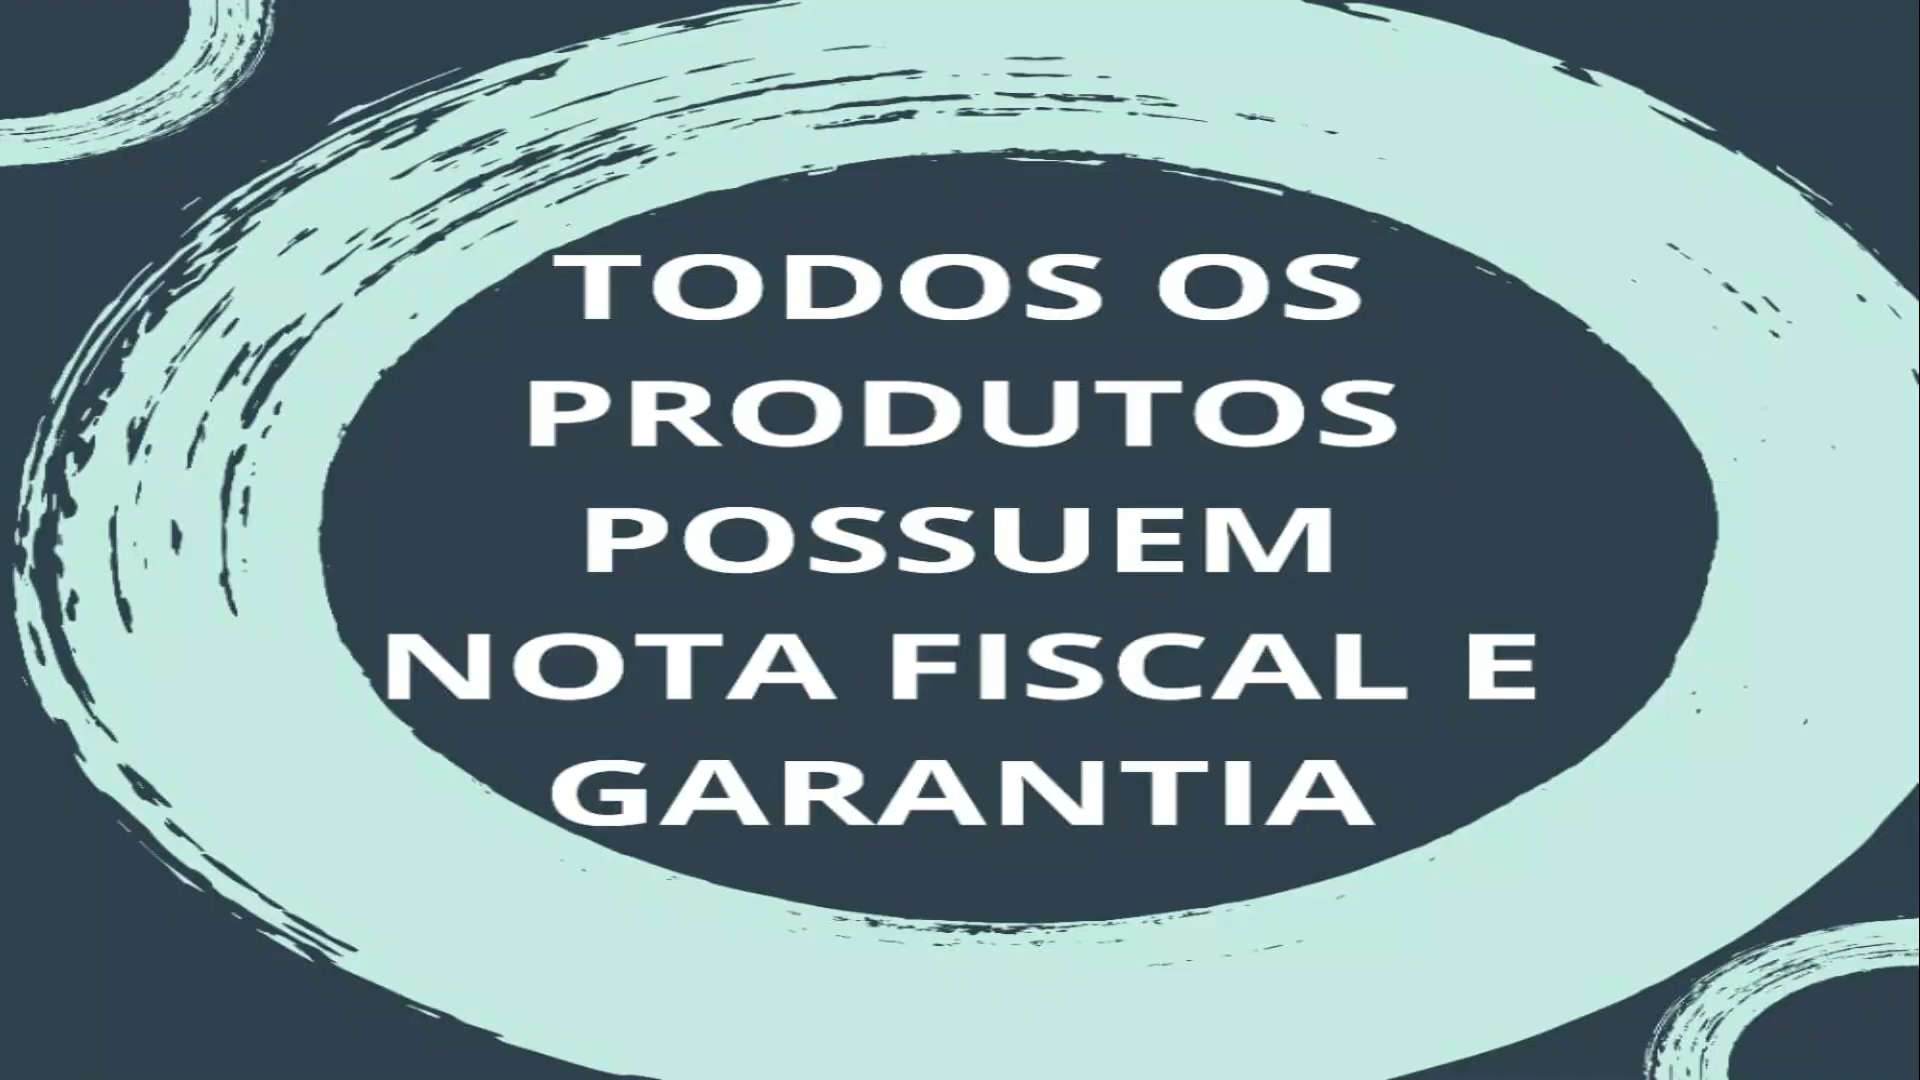 TODOS OS
PRODUTOS
POSSUEM
NOTA FISCAL E
GARANTIA